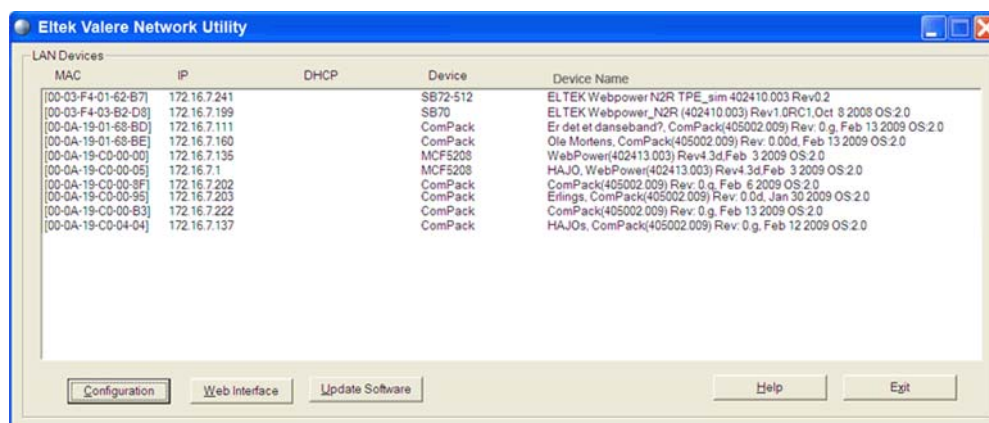 Eltek Valere Network Utility
LAN Devices
MAC IP DHCP Device Device Name
[00-03-F4-01-62-B7] 172.16.7.241 SB72-512 ELTEK Webpower N2R TPE_sim 402410.003 Rev0.2
[00-03-F4-03-B2-D8] 172.16.7.199 SB70 ELTEK Webpower_N2R (402410.003) Rev1.0RC1,Oct 8 2008 OS:2.0
[00-0A-19-01-68-BD] 172.16.7.111 ComPack Er det et danseband?, ComPack(405002.009) Rev: 0.g, Feb 13 2009 OS:2.0
[00-0A-19-01-68-BE] 172.16.7.160 ComPack Ole Mortens, ComPack(405002.009) Rev: 0.00d, Feb 13 2009 OS:2.0
[00-0A-19-C0-00-00] 172.16.7.135 MCF5208 WebPower(402413.003) Rev4.3d,Feb 3 2009 OS:2.0
[00-0A-19-C0-00-05] 172.16.7.1 MCF5208 HAJO, WebPower(402413.003) Rev4.3d,Feb 3 2009 OS:2.0
[00-0A-19-C0-00-8F] 172.16.7.202 ComPack ComPack(405002.009) Rev: 0.g, Feb 6 2009 OS:2.0
[00-0A-19-C0-00-95] 172.16.7.203 ComPack Erlings, ComPack(405002.009) Rev: 0.0d, Jan 30 2009 OS:2.0
[00-0A-19-C0-00-B3] 172.16.7.222 ComPack ComPack(405002.009) Rev: 0.g, Feb 13 2009 OS:2.0
[00-0A-19-C0-04-04] 172.16.7.137 ComPack HAJOs, ComPack(405002.009) Rev: 0.g, Feb 12 2009 OS:2.0
Configuration Web Interface Update Software Help Exit